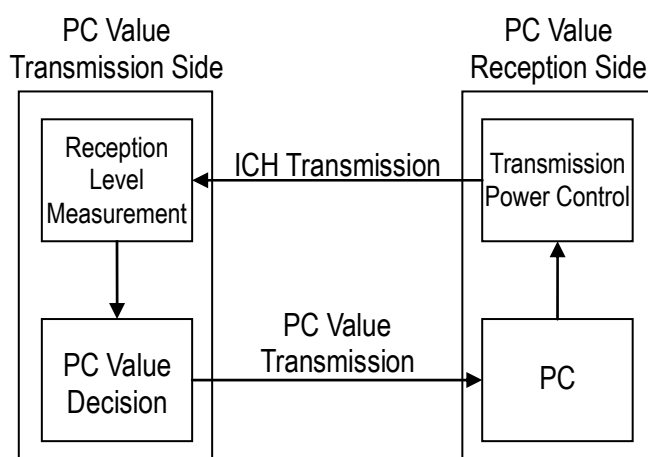 PC Value
Transmission Side
PC Value
Reception Side
Reception
Level
Measurement
ICH Transmission
Transmission
Power Control
PC Value
Decision
PC Value
Transmission
PC